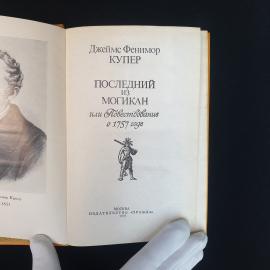 Джеймс Фенимор
КУПЕР
ПОСЛЕДНИЙ
ИЗ
МОГИКАН
или Повествование
о 1757 годе
МОСКВА
ИЗДАТЕЛЬСТВО «ПРАВДА»